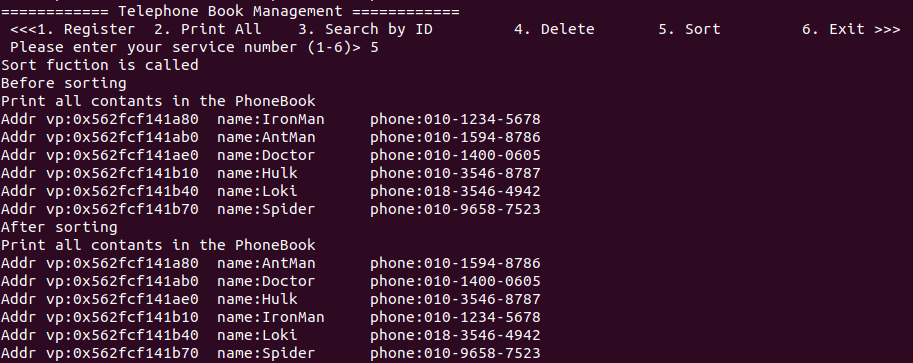 ============ Telephone Book Management ============
<<<1. Register  2. Print All    3. Search by ID         4. Delete       5. Sort         6. Exit >>>
Please enter your service number (1-6)> 5
Sort fuction is called
Before sorting
Print all contants in the PhoneBook
Addr vp:0x562fcf141a80  name:IronMan     phone:010-1234-5678
Addr vp:0x562fcf141ab0  name:AntMan      phone:010-1594-8786
Addr vp:0x562fcf141ae0  name:Doctor      phone:010-1400-0605
Addr vp:0x562fcf141b10  name:Hulk        phone:010-3546-8787
Addr vp:0x562fcf141b40  name:Loki        phone:018-3546-4942
Addr vp:0x562fcf141b70  name:Spider      phone:010-9658-7523
After sorting
Print all contants in the PhoneBook
Addr vp:0x562fcf141a80  name:AntMan      phone:010-1594-8786
Addr vp:0x562fcf141ab0  name:Doctor      phone:010-1400-0605
Addr vp:0x562fcf141ae0  name:Hulk        phone:010-3546-8787
Addr vp:0x562fcf141b10  name:IronMan     phone:010-1234-5678
Addr vp:0x562fcf141b40  name:Loki        phone:018-3546-4942
Addr vp:0x562fcf141b70  name:Spider      phone:010-9658-7523